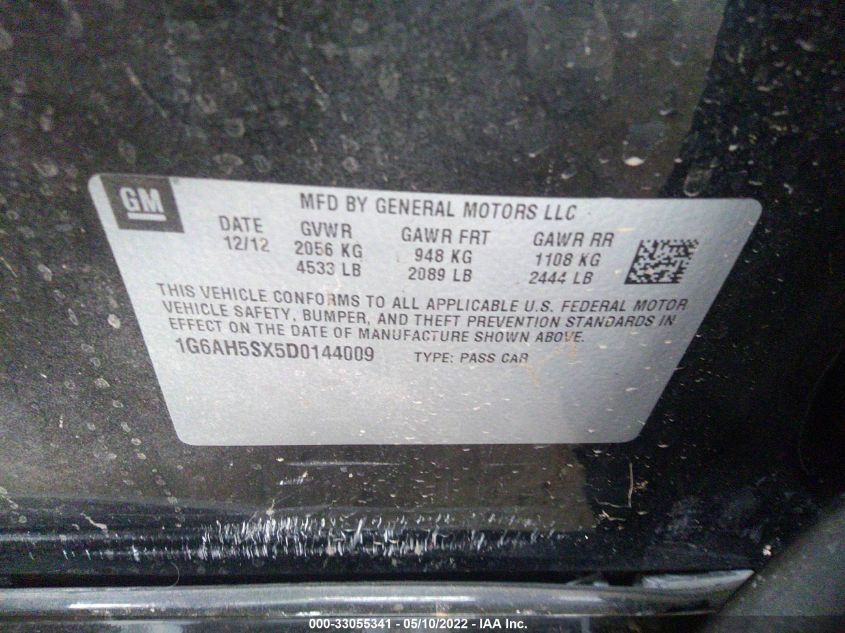 GM
MFD BY GENERAL MOTORS LLC
DATE GVWR GAWR FRT GAWR RR
12/12 2056 KG 948 KG 1108 KG
4533 LB 2089 LB 2444 LB
THIS VEHICLE CONFORMS TO ALL APPLICABLE U.S. FEDERAL MOTOR
VEHICLE SAFETY, BUMPER, AND THEFT PREVENTION STANDARDS IN
EFFECT ON THE DATE OF MANUFACTURE SHOWN ABOVE.
1G6AH5SX5D0144009 TYPE: PASS CAR
000-33055341 - 05/10/2022 - IAA Inc.